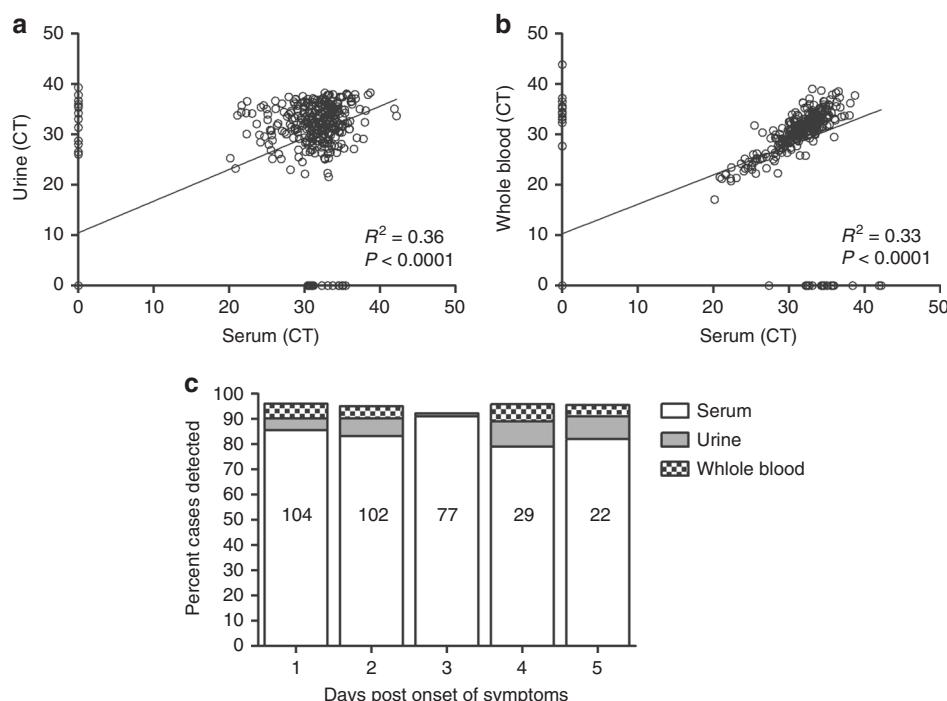 a
Urine (CT)
50
40
30
20
10
0
0 10 20 30 40 50
Serum (CT)
R² = 0.36
P < 0.0001
b
Whole blood (CT)
50
40
30
20
10
0
0 10 20 30 40 50
Serum (CT)
R² = 0.33
P < 0.0001
c
Percent cases detected
100
90
80
70
60
50
40
30
20
10
0
104 102 77 29 22
1 2 3 4 5
Days post onset of symptoms
Serum
Urine
Whlole blood